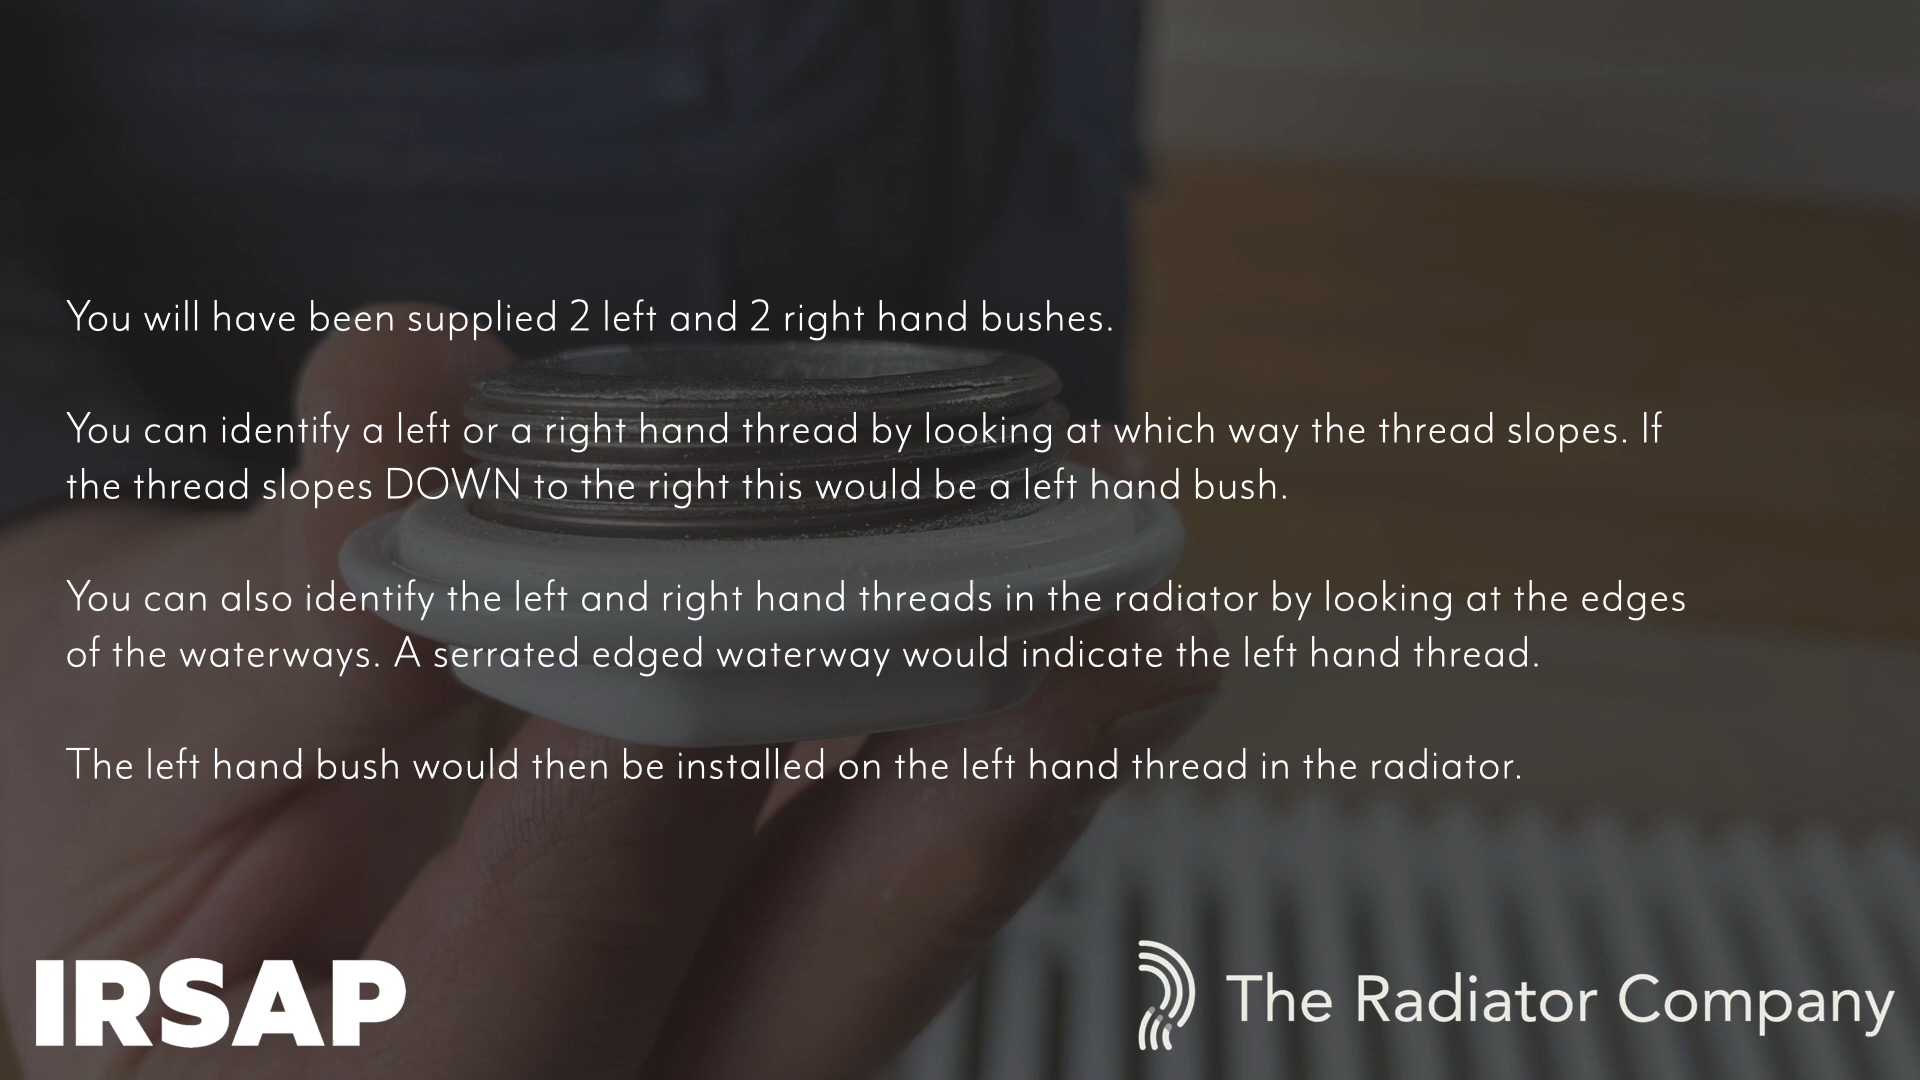 You will have been supplied 2 left and 2 right hand bushes.
You can identify a left or a right hand thread by looking at which way the thread slopes. If
the thread slopes DOWN to the right this would be a left hand bush.
You can also identify the left and right hand threads in the radiator by looking at the edges
of the waterways. A serrated edged waterway would indicate the left hand thread.
The left hand bush would then be installed on the left hand thread in the radiator.
IRSAP
The Radiator Company